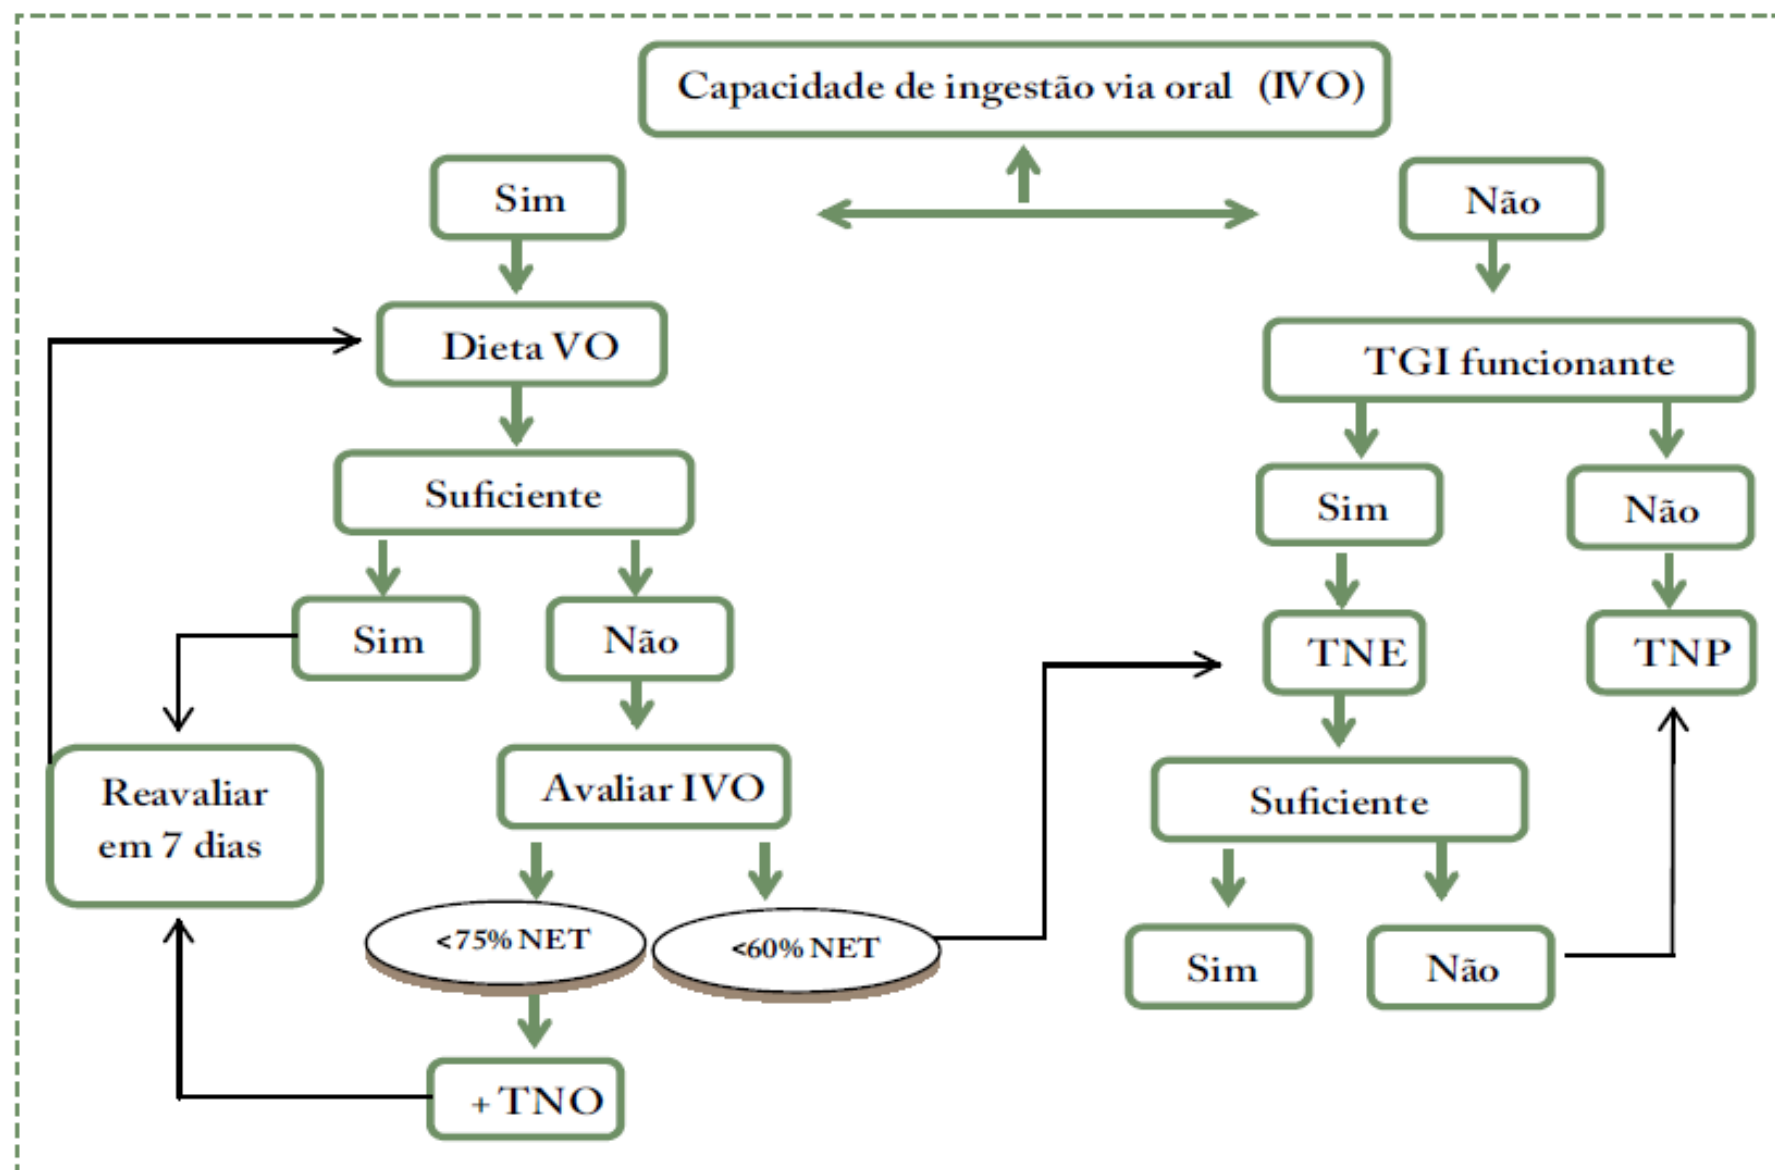 Capacidade de ingestão via oral (IVO)
Sim
Não
Dieta VO
TGI funcionante
Suficiente
Sim
Não
Sim
Não
TNE
TNP
Reavaliar
em 7 dias
Avaliar IVO
Suficiente
<75% NET
<60% NET
Sim
Não
+ TNO